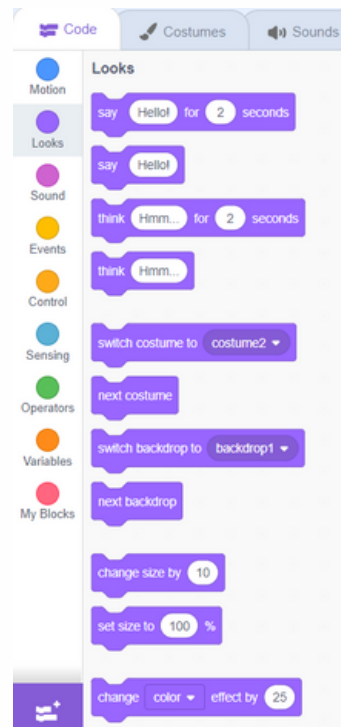 Code
Costumes
Sounds
Motion
Looks
Sound
Events
Control
Sensing
Operators
Variables
My Blocks
Looks
say Hello! for 2 seconds
say Hello!
think Hmm... for 2 seconds
think Hmm...
switch costume to costume2
next costume
switch backdrop to backdrop1
next backdrop
change size by 10
set size to 100 %
change color effect by 25